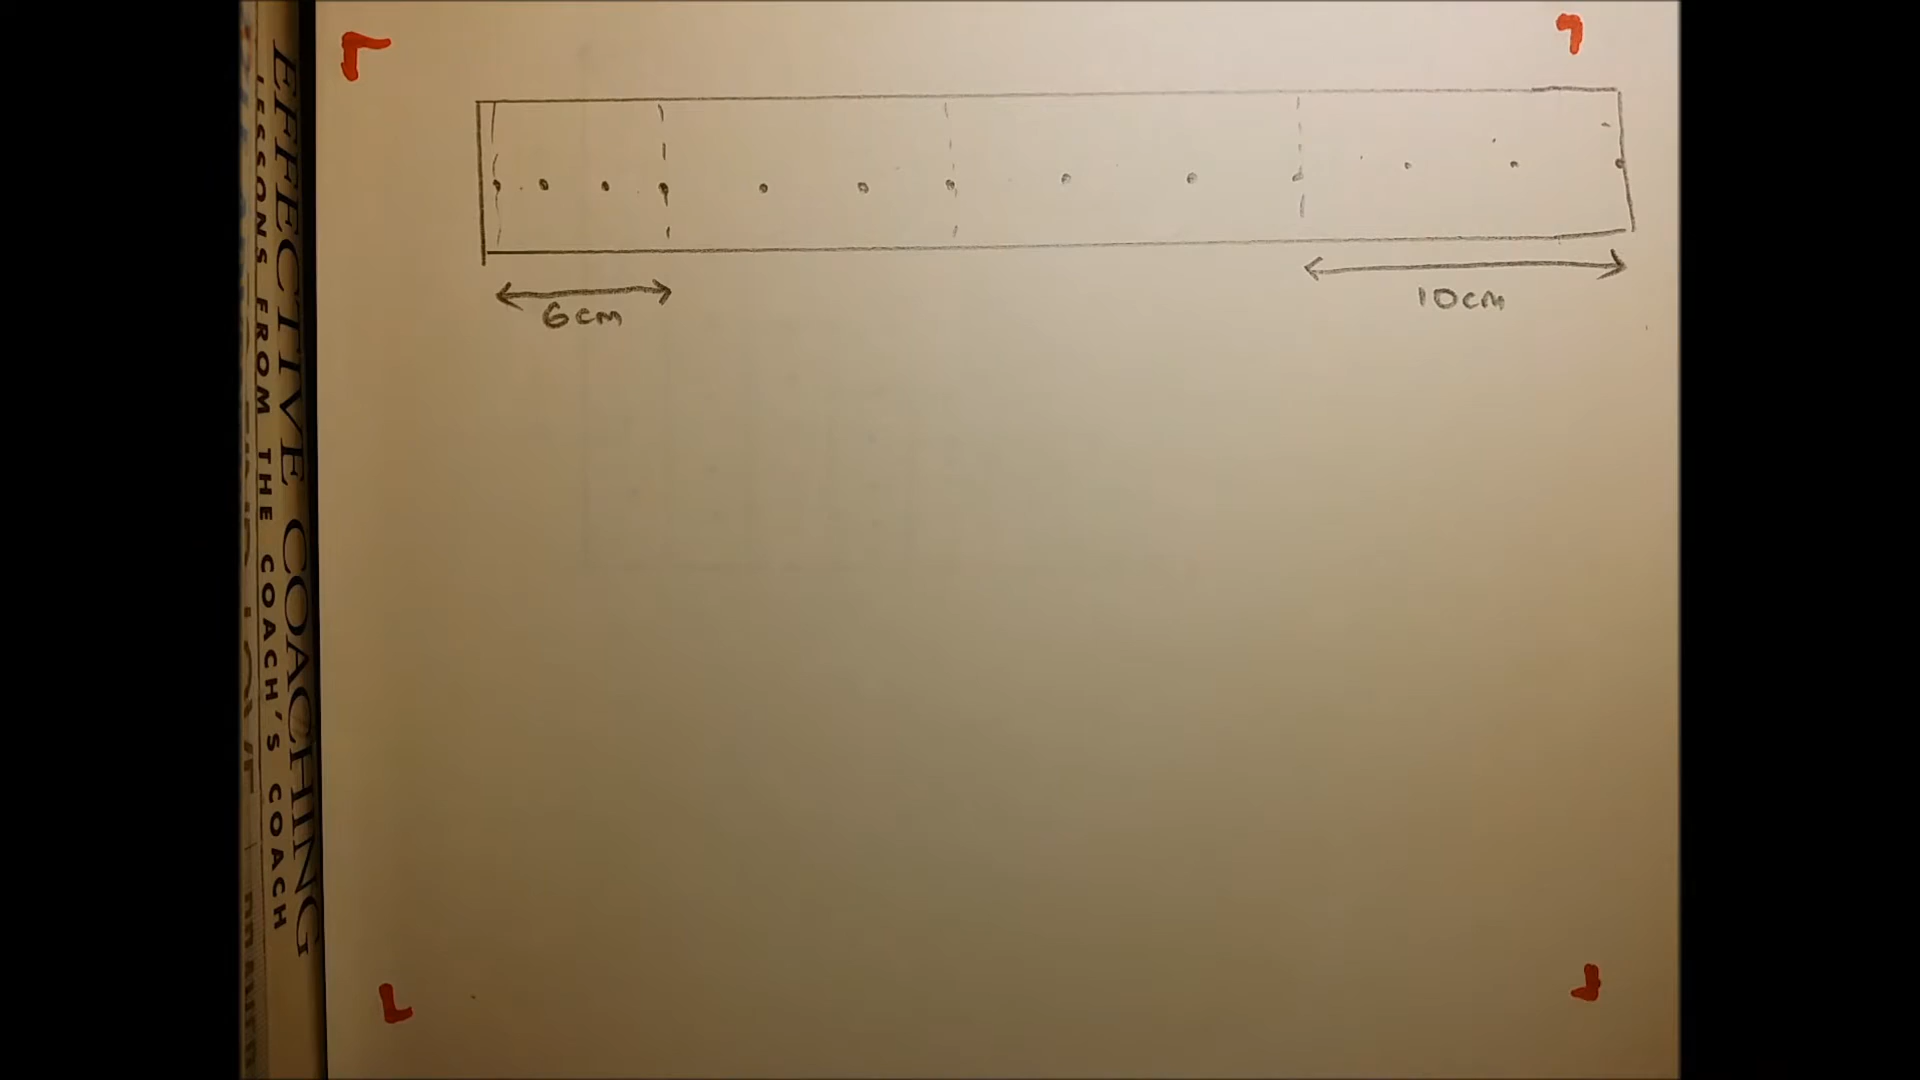 6cm
10cm
EFFECTIVE COACHING
LESSONS FROM THE COACH'S COACH